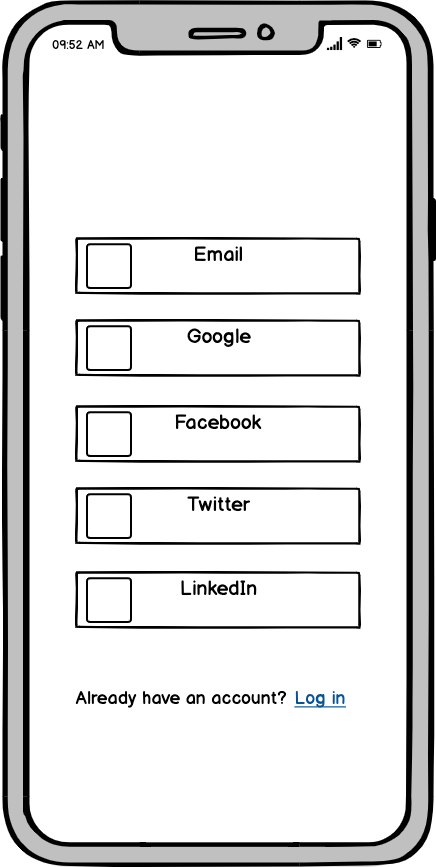 09:52 AM
Email
Google
Facebook
Twitter
LinkedIn
Already have an account? Log in